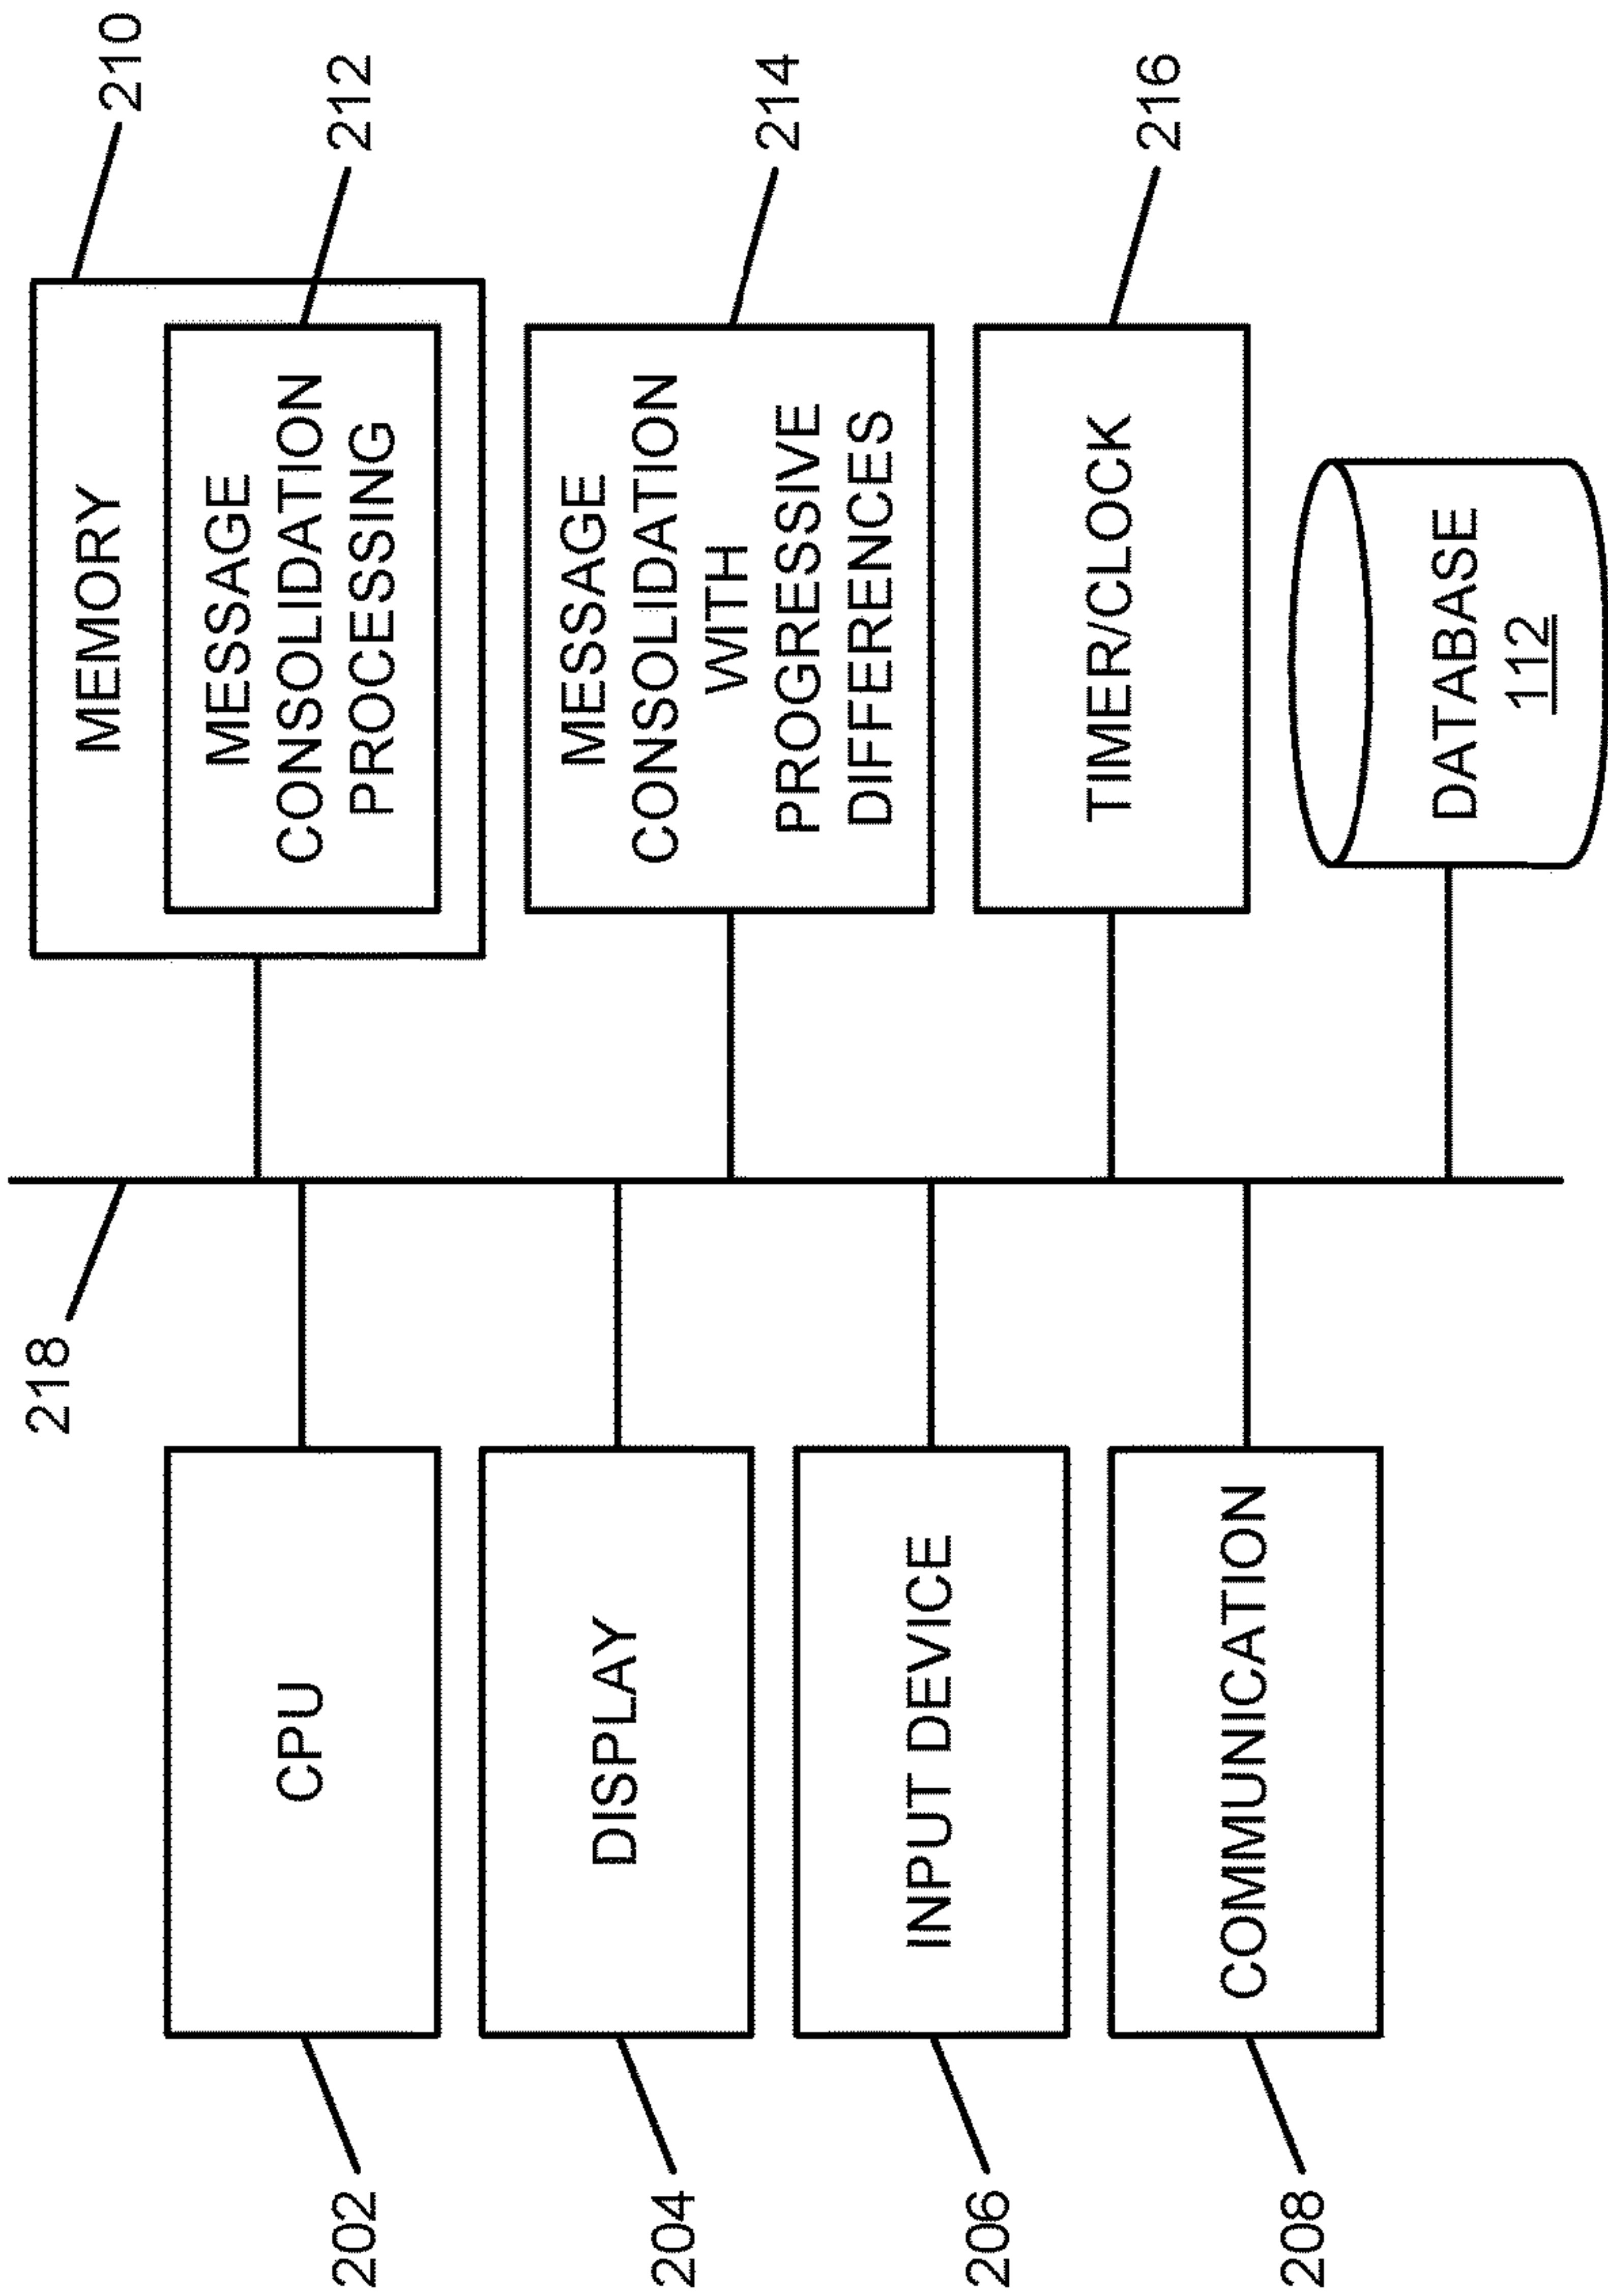 210
MEMORY
212
MESSAGE
CONSOLIDATION
PROCESSING
218
CPU
202
DISPLAY
204
MESSAGE
CONSOLIDATION
WITH
PROGRESSIVE
DIFFERENCES
214
INPUT DEVICE
206
TIMER/CLOCK
216
COMMUNICATION
208
DATABASE
112